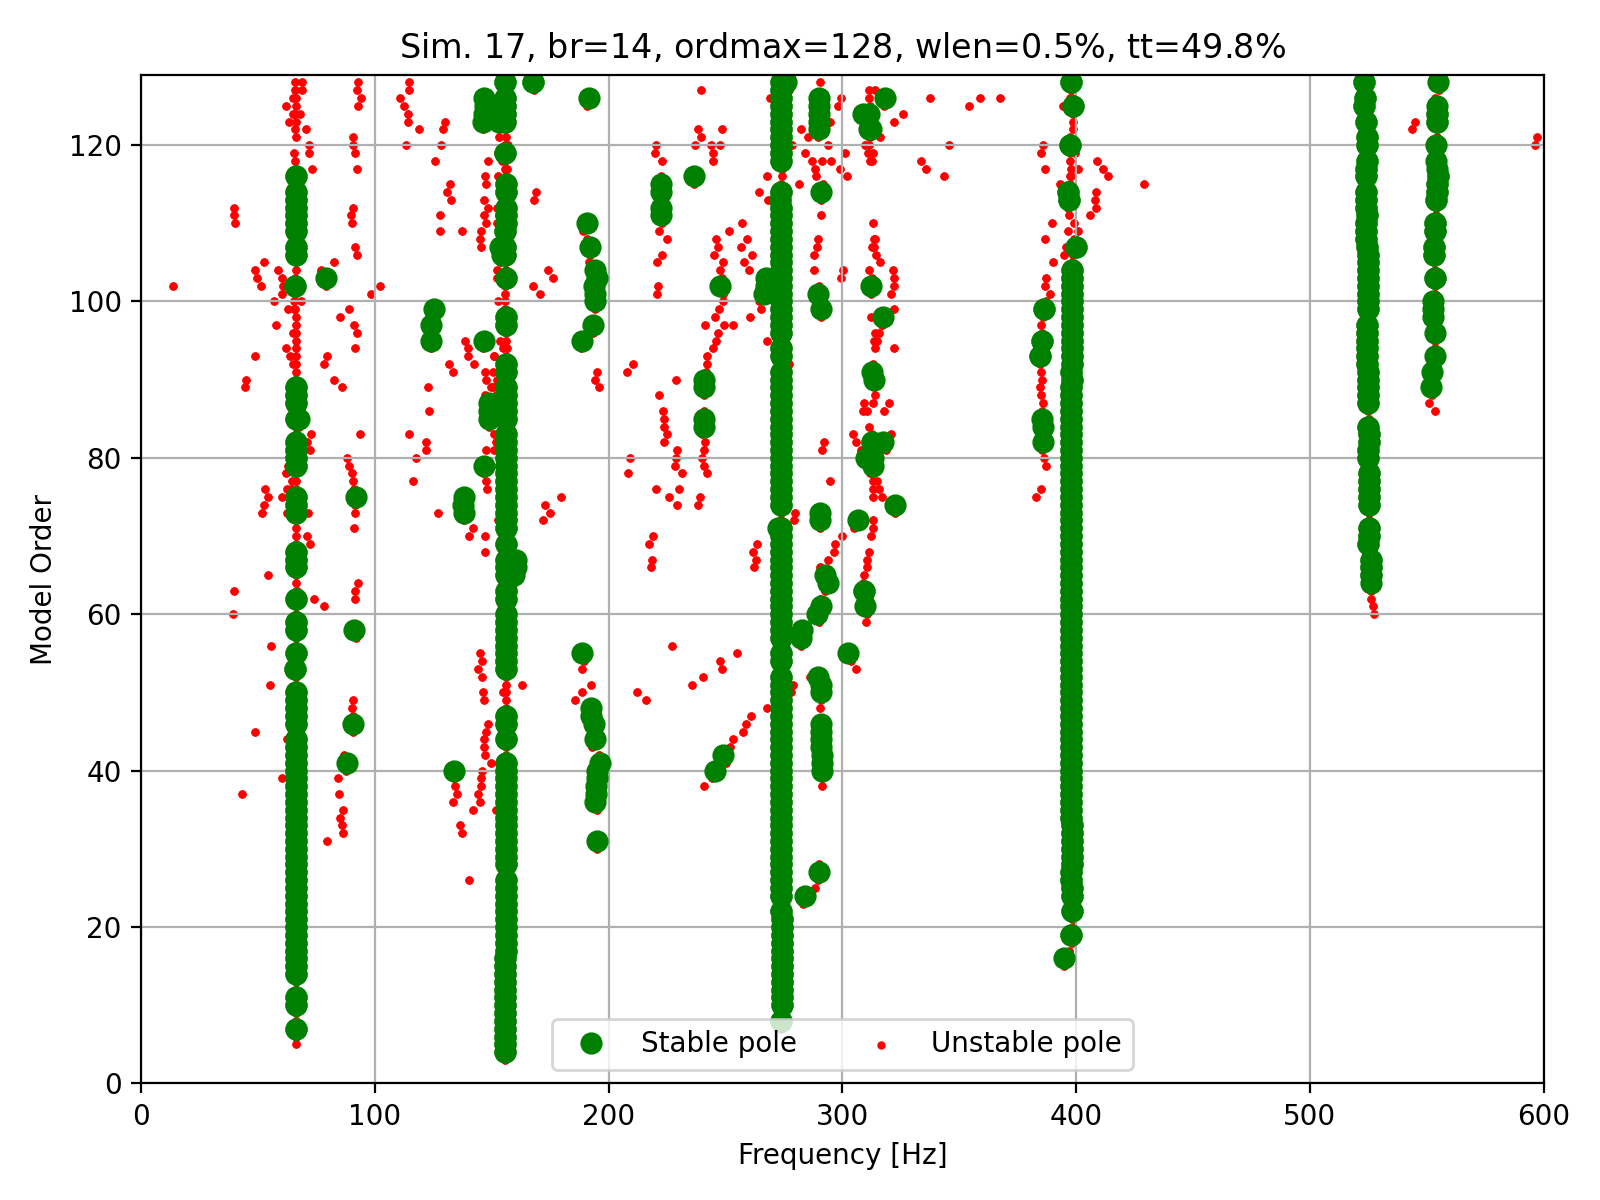 Sim. 17, br=14, ordmax=128, wlen=0.5%, tt=49.8%
120
100
80
60
40
20
0
Model Order
Stable pole
Unstable pole
0 100 200 300 400 500 600
Frequency [Hz]